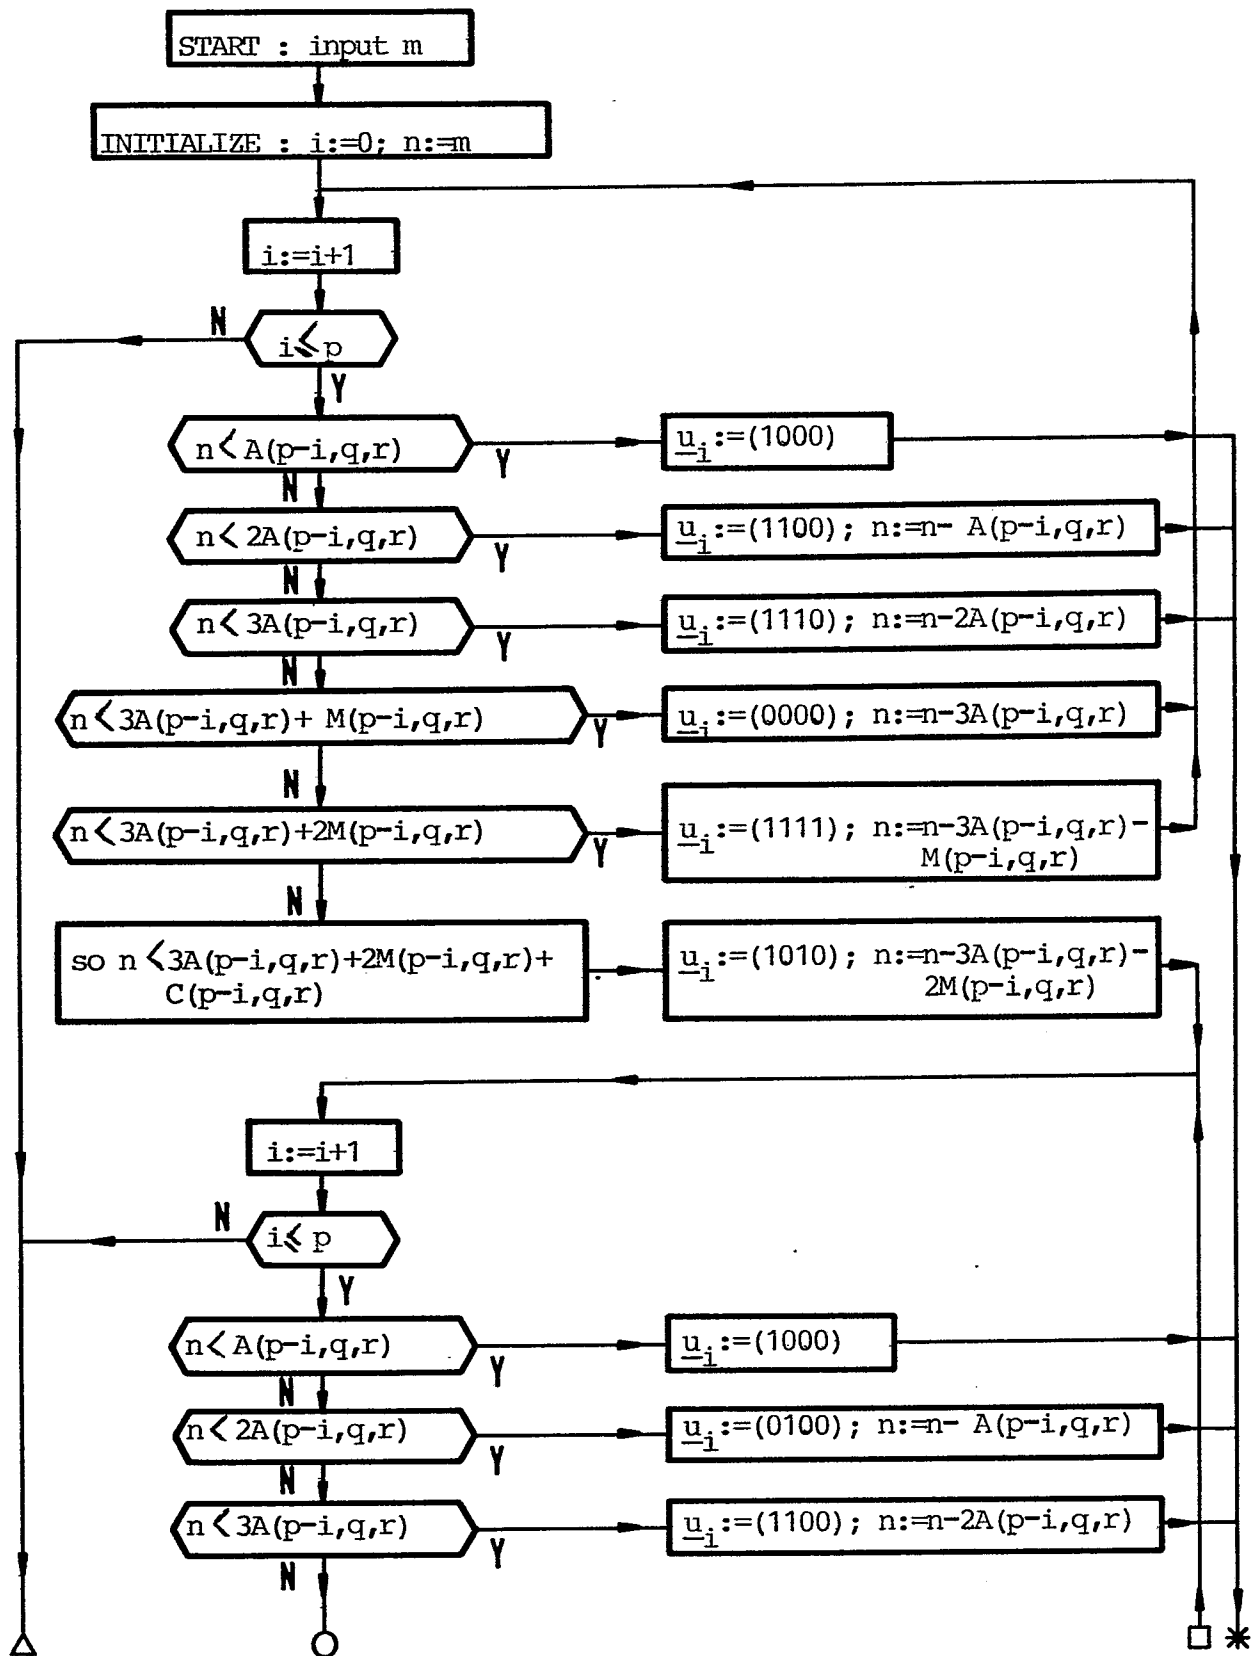 START : input m
INITIALIZE : i:=0; n:=m
i:=i+1
N
i⩽p
Y
n<A(p-i,q,r)
Y
u_i:=(1000)
N
n<2A(p-i,q,r)
Y
u_i:=(1100); n:=n- A(p-i,q,r)
N
n<3A(p-i,q,r)
Y
u_i:=(1110); n:=n-2A(p-i,q,r)
N
n<3A(p-i,q,r)+ M(p-i,q,r)
Y
u_i:=(0000); n:=n-3A(p-i,q,r)
N
n<3A(p-i,q,r)+2M(p-i,q,r)
Y
u_i:=(1111); n:=n-3A(p-i,q,r)-
M(p-i,q,r)
N
so n<3A(p-i,q,r)+2M(p-i,q,r)+
C(p-i,q,r)
u_i:=(1010); n:=n-3A(p-i,q,r)-
2M(p-i,q,r)
i:=i+1
N
i⩽p
Y
n<A(p-i,q,r)
Y
u_i:=(1000)
N
n<2A(p-i,q,r)
Y
u_i:=(0100); n:=n- A(p-i,q,r)
N
n<3A(p-i,q,r)
Y
u_i:=(1100); n:=n-2A(p-i,q,r)
N